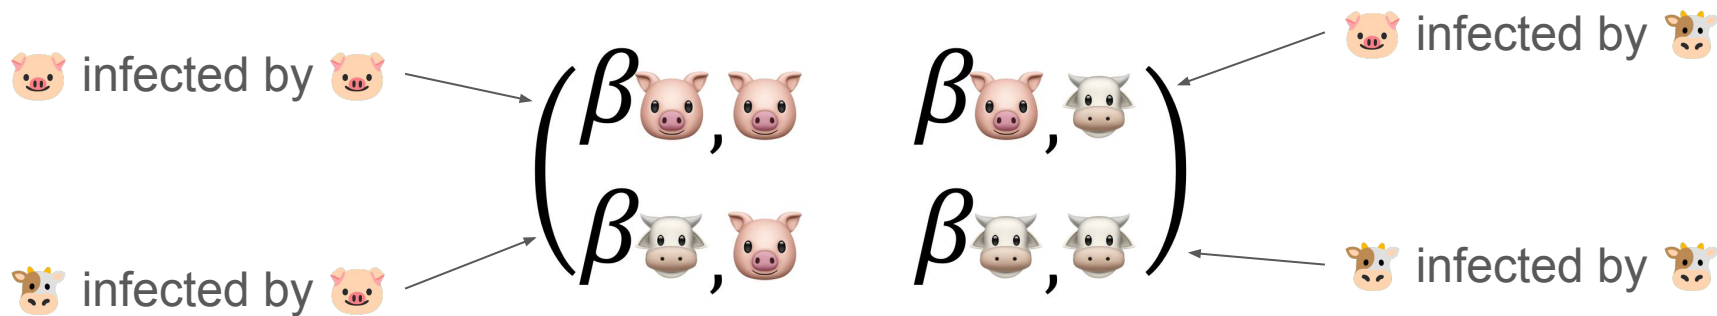 🐷 infected by 🐷
🐷 infected by 🐮
( β🐷,🐷 β🐷,🐮 )
( β🐮,🐷 β🐮,🐮 )
🐮 infected by 🐷
🐮 infected by 🐮